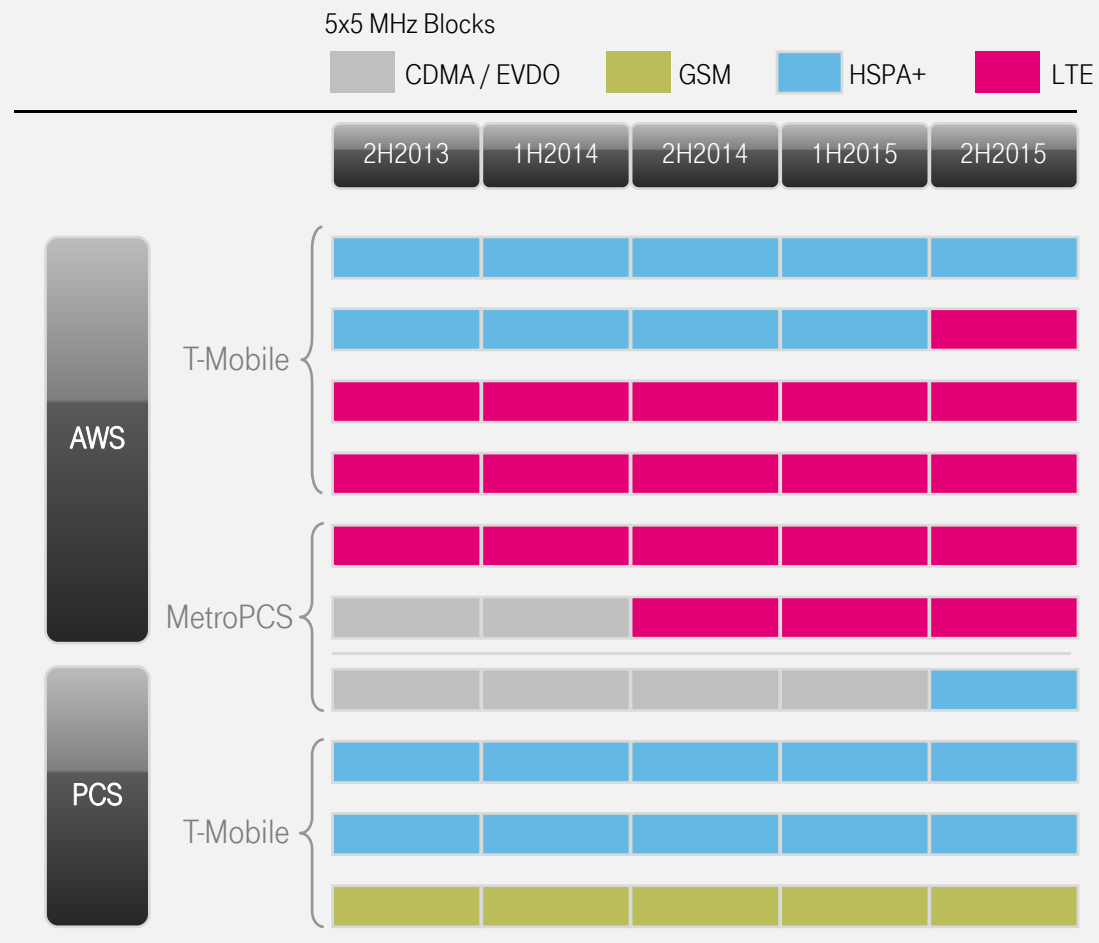 5x5 MHz Blocks
CDMA / EVDO GSM HSPA+ LTE
2H2013 1H2014 2H2014 1H2015 2H2015
T-Mobile
AWS
MetroPCS
PCS
T-Mobile